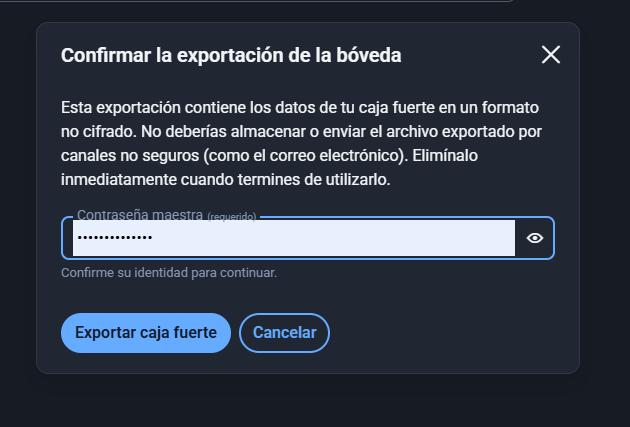 Confirmar la exportación de la bóveda
Esta exportación contiene los datos de tu caja fuerte en un formato
no cifrado. No deberías almacenar o enviar el archivo exportado por
canales no seguros (como el correo electrónico). Elimínalo
inmediatamente cuando termines de utilizarlo.
Contraseña maestra (requerido)
••••••••••••••
Confirme su identidad para continuar.
Exportar caja fuerte Cancelar